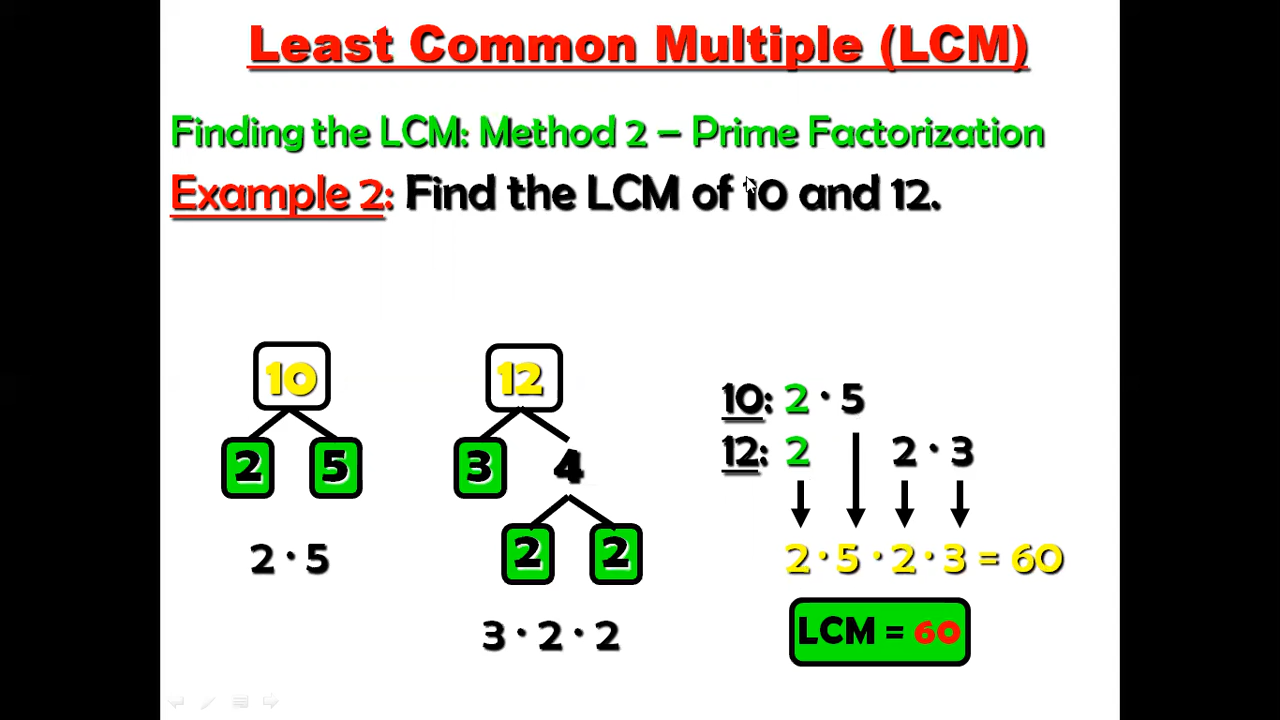 Least Common Multiple (LCM)
Finding the LCM: Method 2 – Prime Factorization
Example 2: Find the LCM of 10 and 12.
10
2 5
2 · 5
12
3 4
2 2
3 · 2 · 2
10: 2 · 5
12: 2 2 · 3
2 · 5 · 2 · 3 = 60
LCM = 60